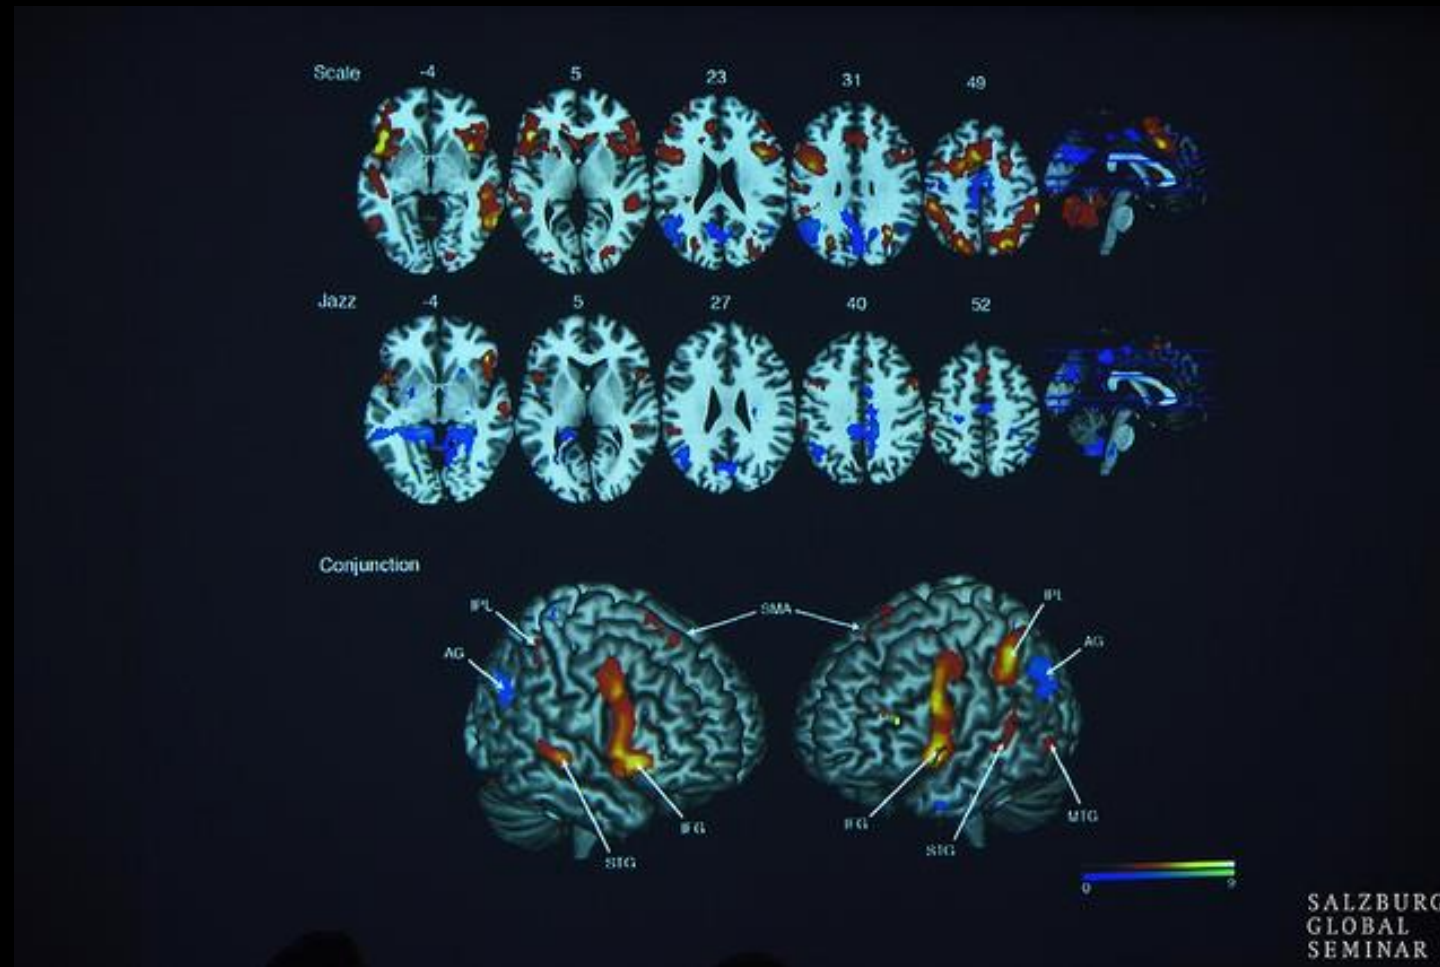 Scale -4 5 23 31 49
Jazz -4 5 27 40 52
Conjunction
IPL SMA IPL
AG AG
IFG IFG MTG
STG STG
0 9
SALZBURG
GLOBAL
SEMINAR